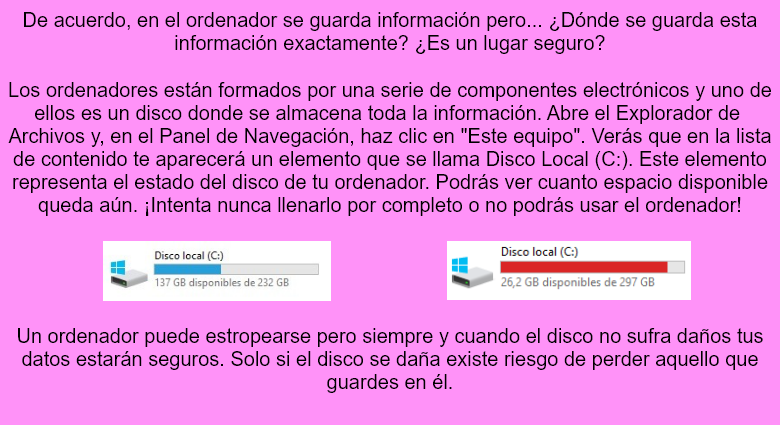 De acuerdo, en el ordenador se guarda información pero... ¿Dónde se guarda esta
información exactamente? ¿Es un lugar seguro?
Los ordenadores están formados por una serie de componentes electrónicos y uno de
ellos es un disco donde se almacena toda la información. Abre el Explorador de
Archivos y, en el Panel de Navegación, haz clic en "Este equipo". Verás que en la lista
de contenido te aparecerá un elemento que se llama Disco Local (C:). Este elemento
representa el estado del disco de tu ordenador. Podrás ver cuanto espacio disponible
queda aún. ¡Intenta nunca llenarlo por completo o no podrás usar el ordenador!
Disco local (C:)
137 GB disponibles de 232 GB
Disco local (C:)
26,2 GB disponibles de 297 GB
Un ordenador puede estropearse pero siempre y cuando el disco no sufra daños tus
datos estarán seguros. Solo si el disco se daña existe riesgo de perder aquello que
guardes en él.